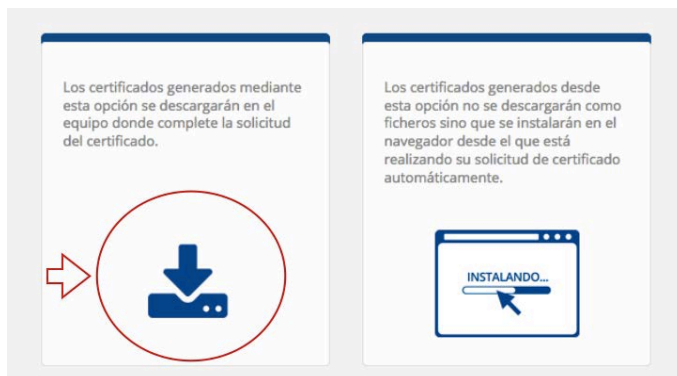 Los certificados generados mediante
esta opción se descargarán en el
equipo donde complete la solicitud
del certificado.
Los certificados generados desde
esta opción no se descargarán como
ficheros sino que se instalarán en el
navegador desde el que está
realizando su solicitud de certificado
automáticamente.
INSTALANDO...